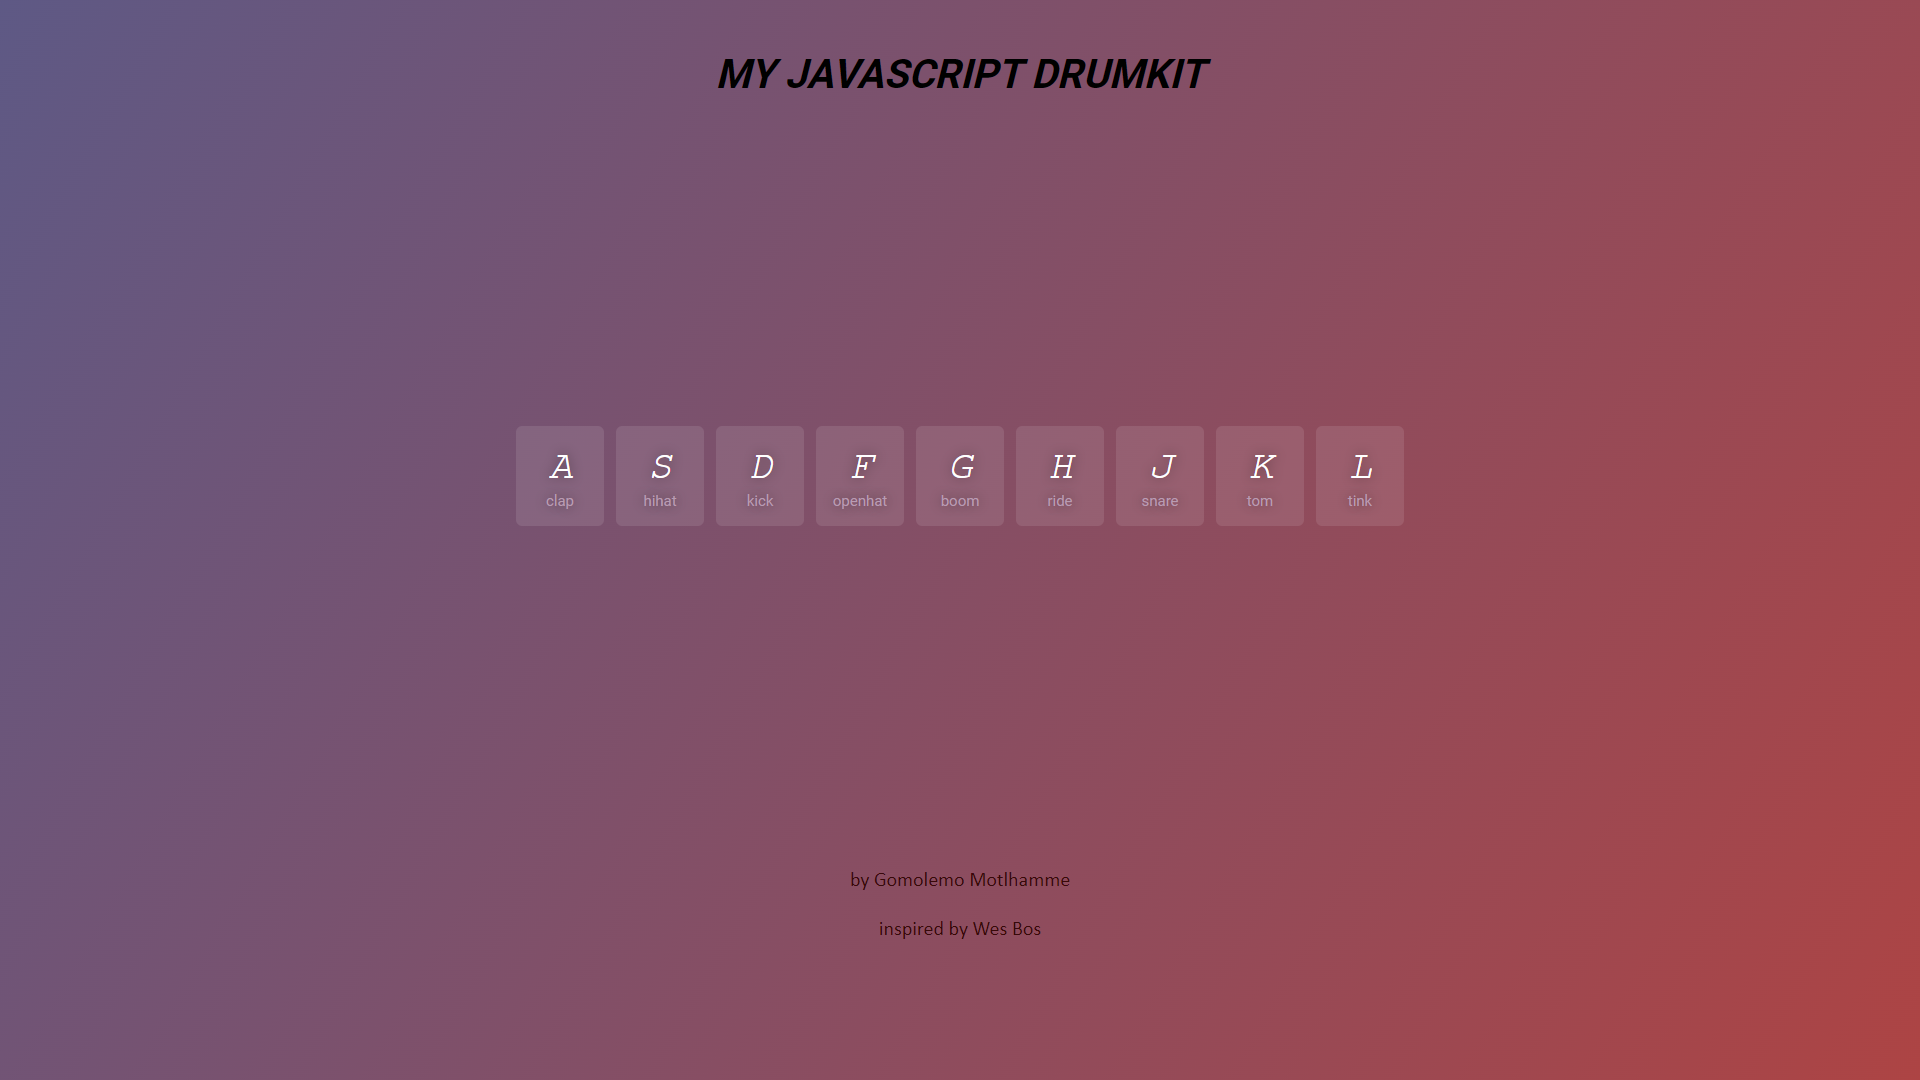 MY JAVASCRIPT DRUMKIT
A S D F G H J K L
clap hihat kick openhat boom ride snare tom tink
by Gomolemo Motlhamme
inspired by Wes Bos